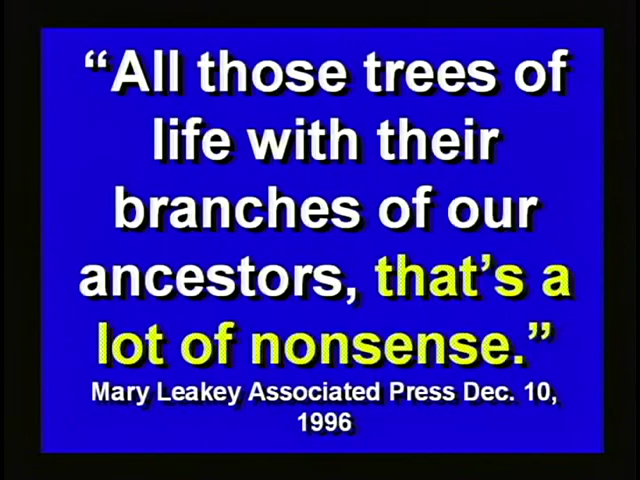 “All those trees of
life with their
branches of our
ancestors, that’s a
lot of nonsense.”
Mary Leakey Associated Press Dec. 10,
1996